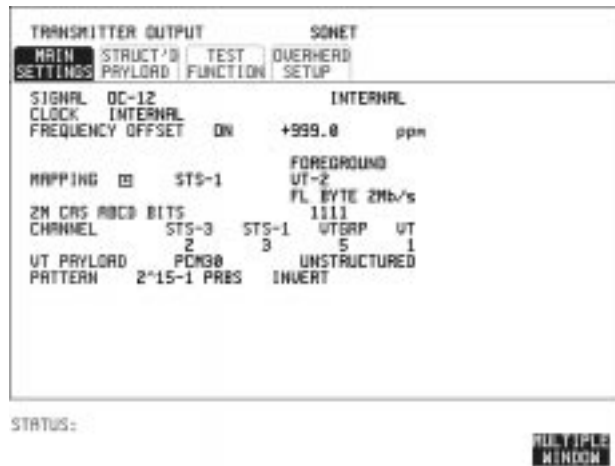 TRANSMITTER OUTPUT SONET
MAIN SETTINGS STRUCT'D PAYLOAD TEST FUNCTION OVERHEAD SETUP
SIGNAL OC-12 INTERNAL
CLOCK INTERNAL
FREQUENCY OFFSET ON +999.0 ppm
FOREGROUND
MAPPING STS-1 VT-2
FL BYTE 2Mb/s
2M CAS ABCD BITS 1111
CHANNEL STS-3 STS-1 VTGRP VT
2 3 5 1
VT PAYLOAD PCM30 UNSTRUCTURED
PATTERN 2^15-1 PRBS INVERT
STATUS:
MULTIPLE
WINDOW